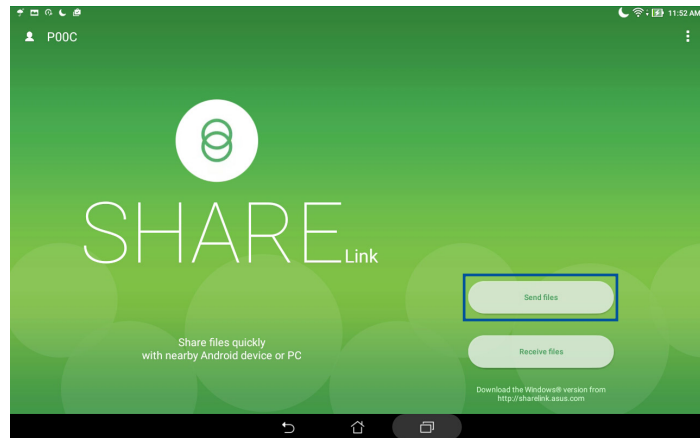 11:52 AM
P00C
SHARE Link
Send files
Share files quickly
with nearby Android device or PC
Receive files
Download the Windows® version from
http://sharelink.asus.com